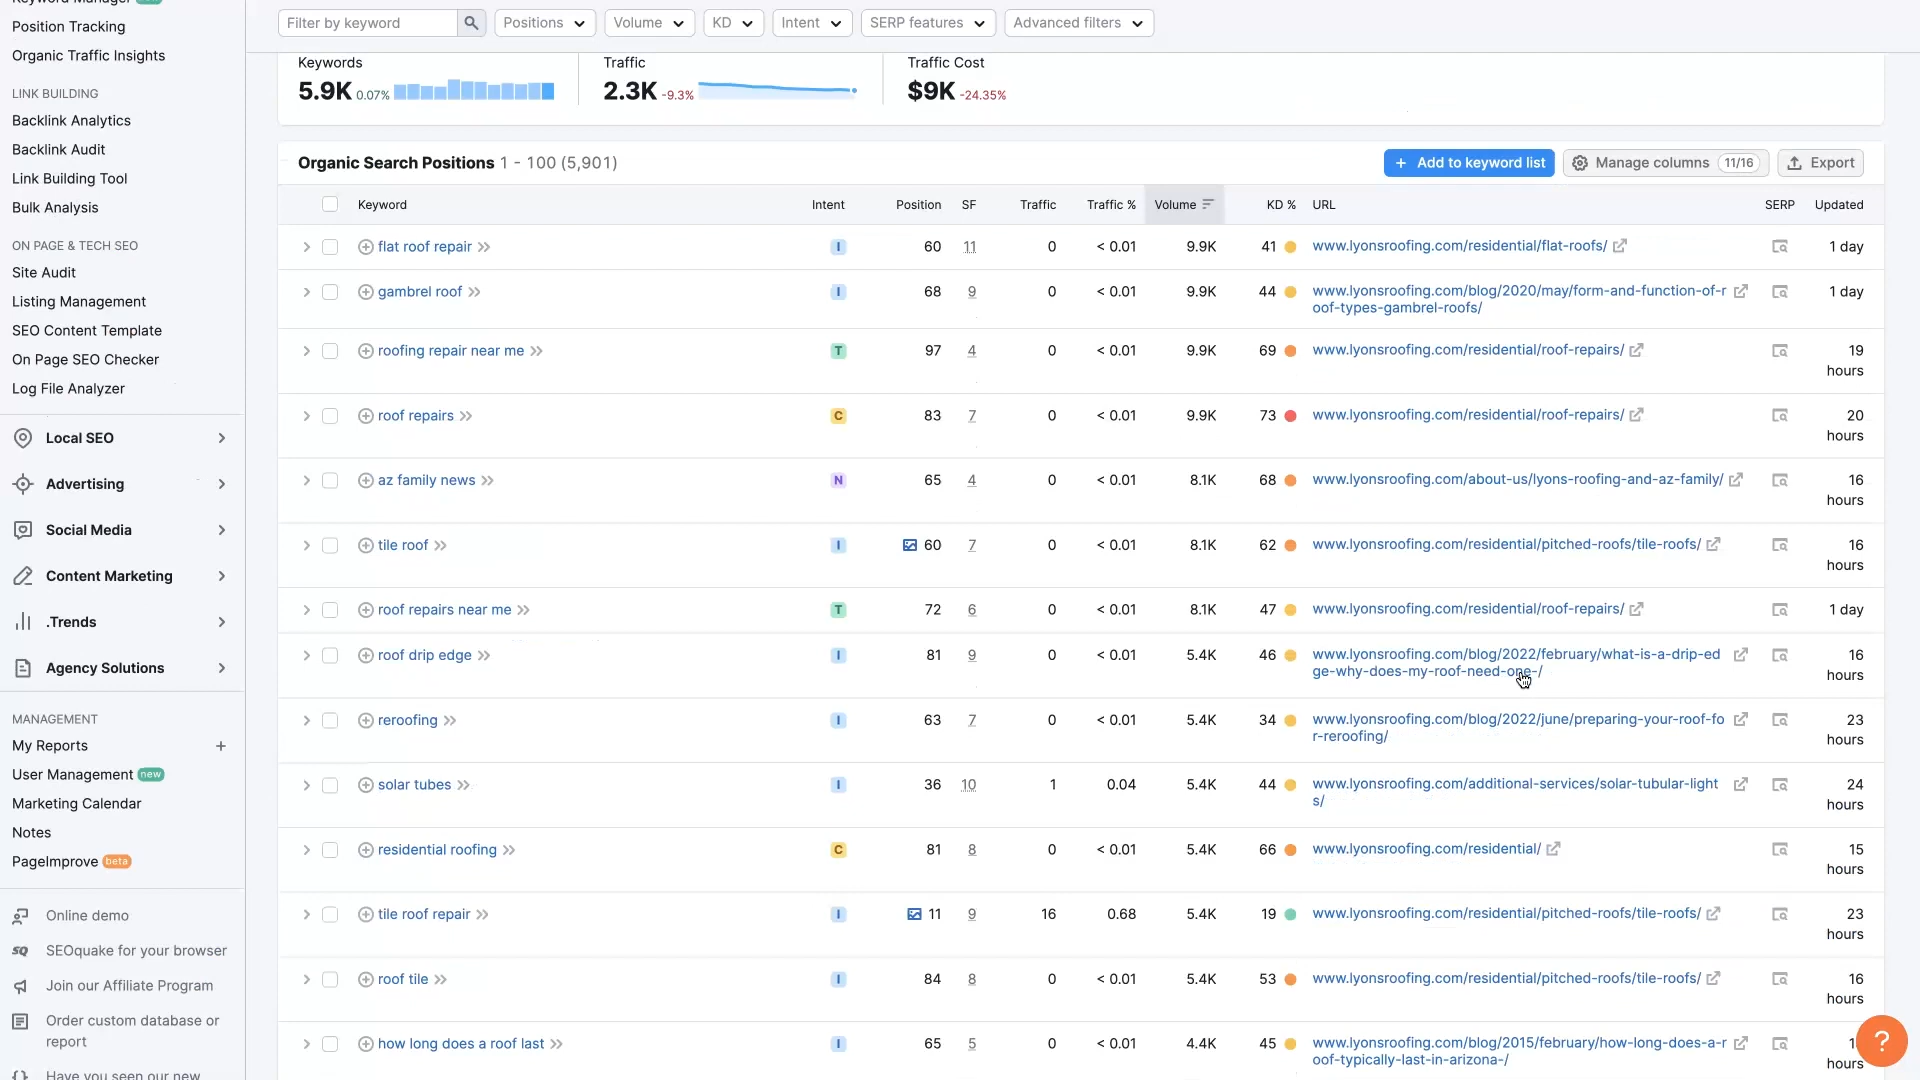 Position Tracking
Organic Traffic Insights
LINK BUILDING
Backlink Analytics
Backlink Audit
Link Building Tool
Bulk Analysis
ON PAGE & TECH SEO
Site Audit
Listing Management
SEO Content Template
On Page SEO Checker
Log File Analyzer
Local SEO
Advertising
Social Media
Content Marketing
.Trends
Agency Solutions
MANAGEMENT
My Reports +
User Management new
Marketing Calendar
Notes
PageImprove beta
Online demo
SEOquake for your browser
Join our Affiliate Program
Order custom database or
report
Have you seen our new
Filter by keyword Positions Volume KD Intent SERP features Advanced filters
Keywords Traffic Traffic Cost
5.9K 0.07% 2.3K -9.3% $9K -24.35%
Organic Search Positions 1 - 100 (5,901) + Add to keyword list Manage columns 11/16 Export
Keyword Intent Position SF Traffic Traffic % Volume KD % URL SERP Updated
flat roof repair I 60 11 0 < 0.01 9.9K 41 www.lyonsroofing.com/residential/flat-roofs/ 1 day
gambrel roof I 68 9 0 < 0.01 9.9K 44 www.lyonsroofing.com/blog/2020/may/form-and-function-of-r 1 day
oof-types-gambrel-roofs/
roofing repair near me T 97 4 0 < 0.01 9.9K 69 www.lyonsroofing.com/residential/roof-repairs/ 19
hours
roof repairs C 83 7 0 < 0.01 9.9K 73 www.lyonsroofing.com/residential/roof-repairs/ 20
hours
az family news N 65 4 0 < 0.01 8.1K 68 www.lyonsroofing.com/about-us/lyons-roofing-and-az-family/ 16
hours
tile roof I 60 7 0 < 0.01 8.1K 62 www.lyonsroofing.com/residential/pitched-roofs/tile-roofs/ 16
hours
roof repairs near me T 72 6 0 < 0.01 8.1K 47 www.lyonsroofing.com/residential/roof-repairs/ 1 day
roof drip edge I 81 9 0 < 0.01 5.4K 46 www.lyonsroofing.com/blog/2022/february/what-is-a-drip-ed 16
ge-why-does-my-roof-need-one-/ hours
reroofing I 63 7 0 < 0.01 5.4K 34 www.lyonsroofing.com/blog/2022/june/preparing-your-roof-fo 23
r-reroofing/ hours
solar tubes I 36 10 1 0.04 5.4K 44 www.lyonsroofing.com/additional-services/solar-tubular-light 24
s/ hours
residential roofing C 81 8 0 < 0.01 5.4K 66 www.lyonsroofing.com/residential/ 15
hours
tile roof repair I 11 9 16 0.68 5.4K 19 www.lyonsroofing.com/residential/pitched-roofs/tile-roofs/ 23
hours
roof tile I 84 8 0 < 0.01 5.4K 53 www.lyonsroofing.com/residential/pitched-roofs/tile-roofs/ 16
hours
how long does a roof last I 65 5 0 < 0.01 4.4K 45 www.lyonsroofing.com/blog/2015/february/how-long-does-a-r
oof-typically-last-in-arizona-/ hours
?